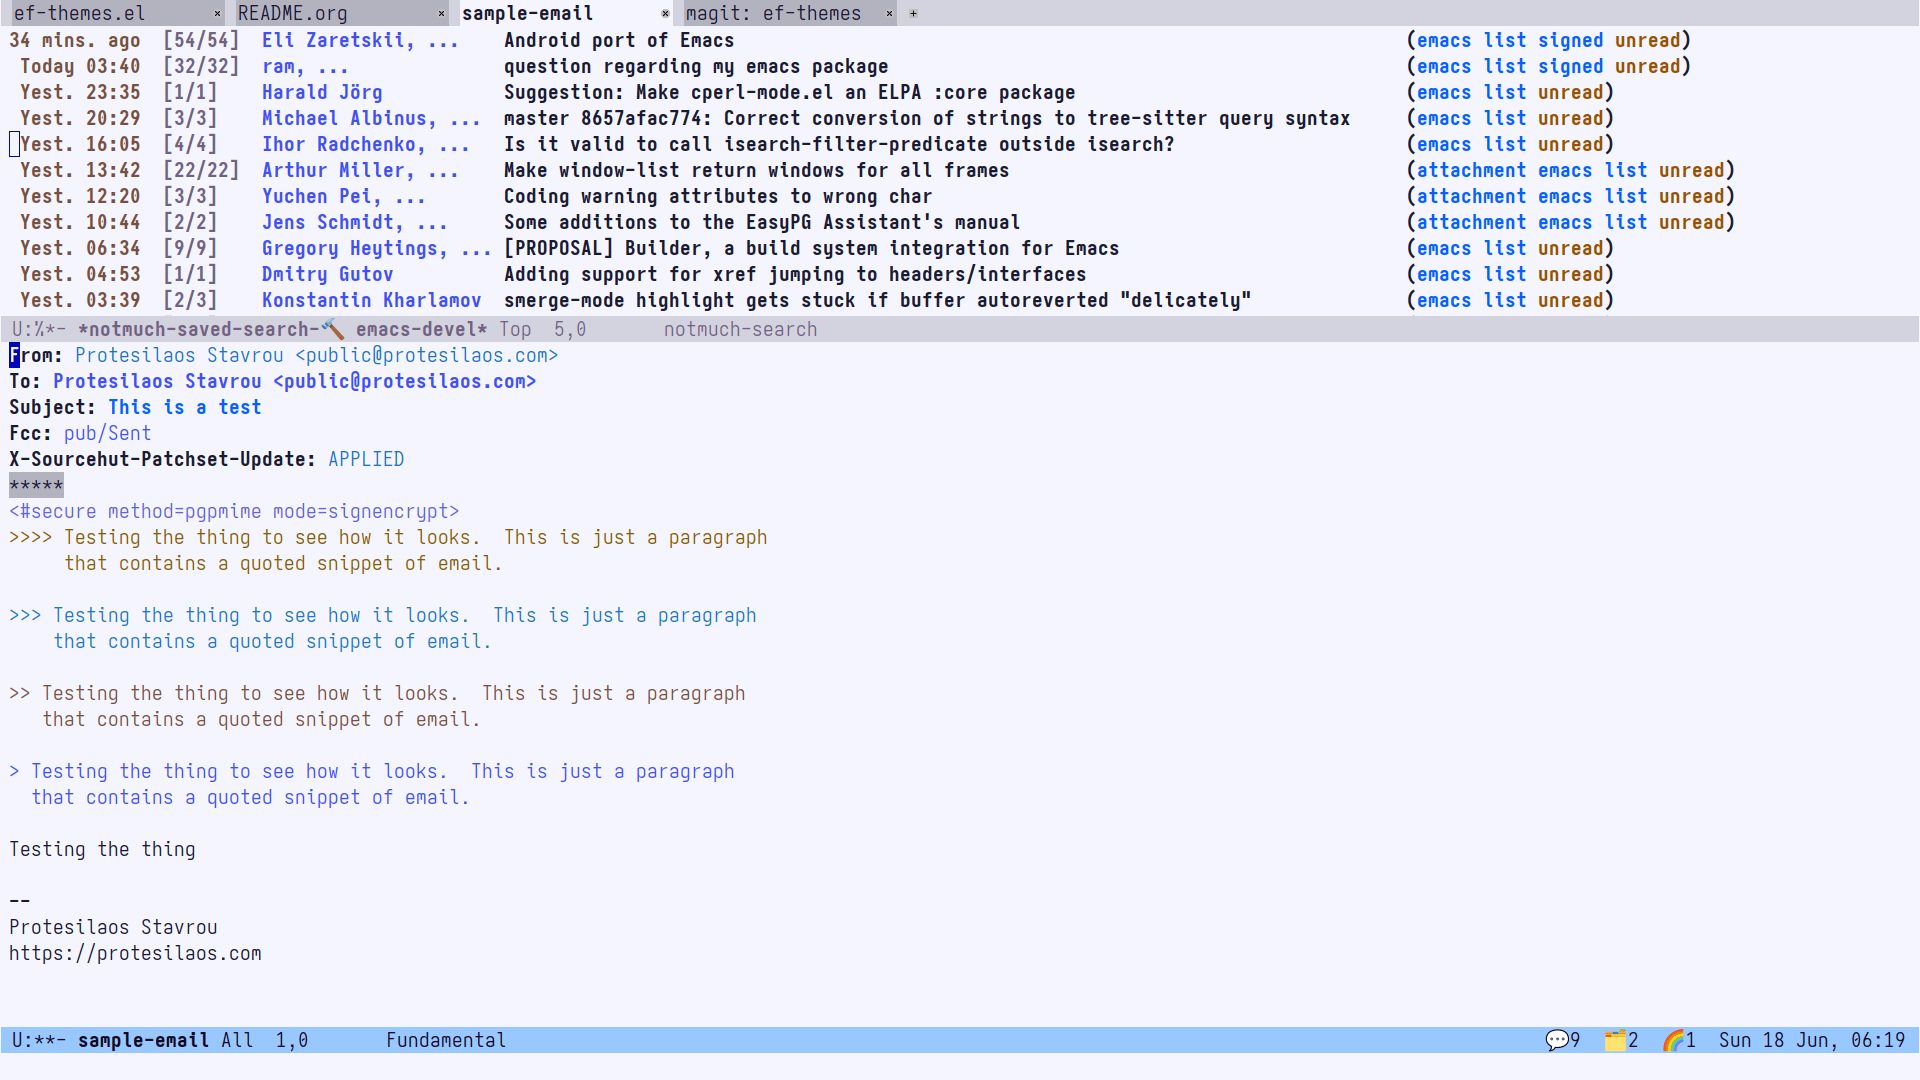 ef-themes.el × README.org × sample-email × magit: ef-themes × +
34 mins. ago [54/54] Eli Zaretskii, ... Android port of Emacs (emacs list signed unread)
Today 03:40 [32/32] ram, ... question regarding my emacs package (emacs list signed unread)
Yest. 23:35 [1/1] Harald Jörg Suggestion: Make cperl-mode.el an ELPA :core package (emacs list unread)
Yest. 20:29 [3/3] Michael Albinus, ... master 8657afac774: Correct conversion of strings to tree-sitter query syntax (emacs list unread)
Yest. 16:05 [4/4] Ihor Radchenko, ... Is it valid to call isearch-filter-predicate outside isearch? (emacs list unread)
Yest. 13:42 [22/22] Arthur Miller, ... Make window-list return windows for all frames (attachment emacs list unread)
Yest. 12:20 [3/3] Yuchen Pei, ... Coding warning attributes to wrong char (attachment emacs list unread)
Yest. 10:44 [2/2] Jens Schmidt, ... Some additions to the EasyPG Assistant's manual (attachment emacs list unread)
Yest. 06:34 [9/9] Gregory Heytings, ... [PROPOSAL] Builder, a build system integration for Emacs (emacs list unread)
Yest. 04:53 [1/1] Dmitry Gutov Adding support for xref jumping to headers/interfaces (emacs list unread)
Yest. 03:39 [2/3] Konstantin Kharlamov smerge-mode highlight gets stuck if buffer autoreverted "delicately" (emacs list unread)
U:%*- *notmuch-saved-search-🔨 emacs-devel* Top 5,0 notmuch-search
From: Protesilaos Stavrou <public@protesilaos.com>
To: Protesilaos Stavrou <public@protesilaos.com>
Subject: This is a test
Fcc: pub/Sent
X-Sourcehut-Patchset-Update: APPLIED
*****
<#secure method=pgpmime mode=signencrypt>
>>>> Testing the thing to see how it looks.  This is just a paragraph
that contains a quoted snippet of email.
>>> Testing the thing to see how it looks.  This is just a paragraph
that contains a quoted snippet of email.
>> Testing the thing to see how it looks.  This is just a paragraph
that contains a quoted snippet of email.
> Testing the thing to see how it looks.  This is just a paragraph
that contains a quoted snippet of email.
Testing the thing
--
Protesilaos Stavrou
https://protesilaos.com
U:**- sample-email All 1,0 Fundamental 💬9 🗂️2 🌈1 Sun 18 Jun, 06:19